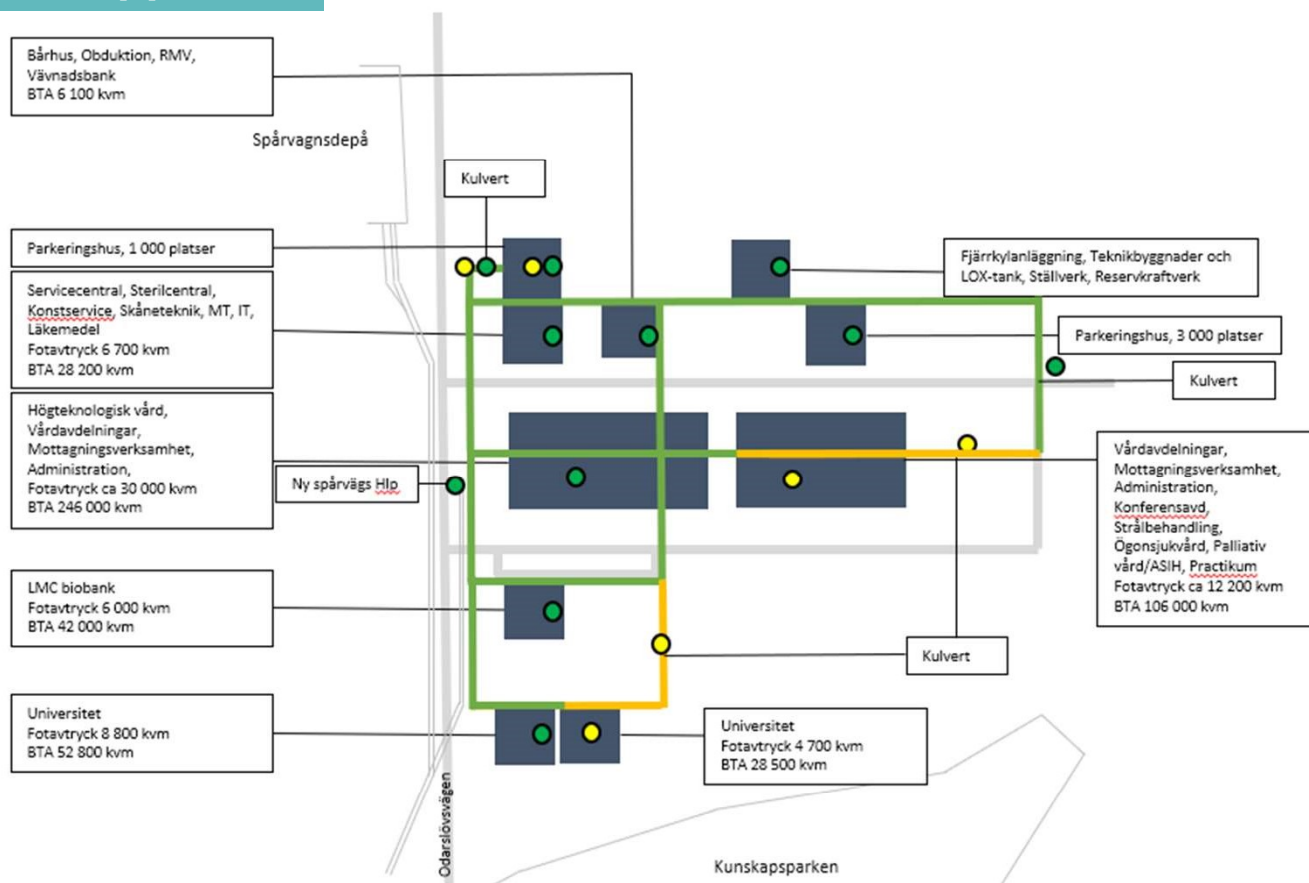 Bårhus, Obduktion, RMV,
Vävnadsbank
BTA 6 100 kvm
Spårvagnsdepå
Kulvert
Parkeringshus, 1 000 platser
Servicecentral, Sterilcentral,
Konstservice, Skåneteknik, MT, IT,
Läkemedel
Fotavtryck 6 700 kvm
BTA 28 200 kvm
Fjärrkylanläggning, Teknikbyggnader och
LOX-tank, Ställverk, Reservkraftverk
Parkeringshus, 3 000 platser
Kulvert
Högteknologisk vård,
Vårdavdelningar,
Mottagningsverksamhet,
Administration,
Fotavtryck ca 30 000 kvm
BTA 246 000 kvm
Ny spårvägs Hlp
Vårdavdelningar,
Mottagningsverksamhet,
Administration,
Konferensavd,
Strålbehandling,
Ögonsjukvård, Palliativ
vård/ASIH, Practikum
Fotavtryck ca 12 200 kvm
BTA 106 000 kvm
LMC biobank
Fotavtryck 6 000 kvm
BTA 42 000 kvm
Kulvert
Universitet
Fotavtryck 8 800 kvm
BTA 52 800 kvm
Universitet
Fotavtryck 4 700 kvm
BTA 28 500 kvm
Odarslövsvägen
Kunskapsparken